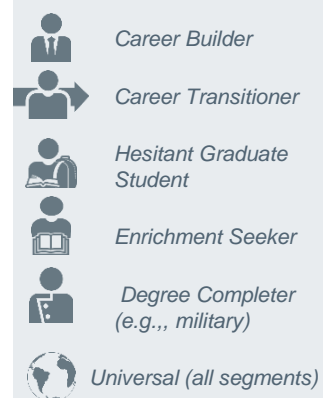 Career Builder
Career Transitioner
Hesitant Graduate
Student
Enrichment Seeker
Degree Completer
(e.g.,, military)
Universal (all segments)